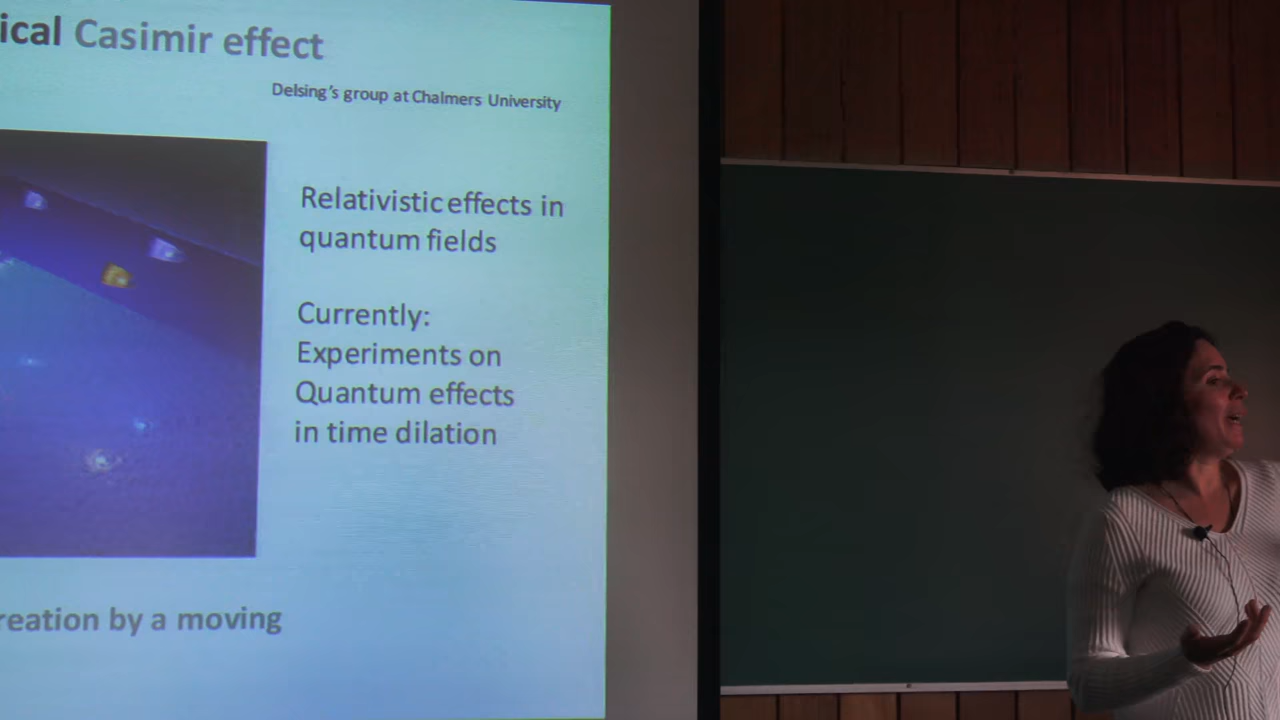 ical Casimir effect
Delsing's group at Chalmers University
Relativistic effects in
quantum fields
Currently:
Experiments on
Quantum effects
in time dilation
reation by a moving